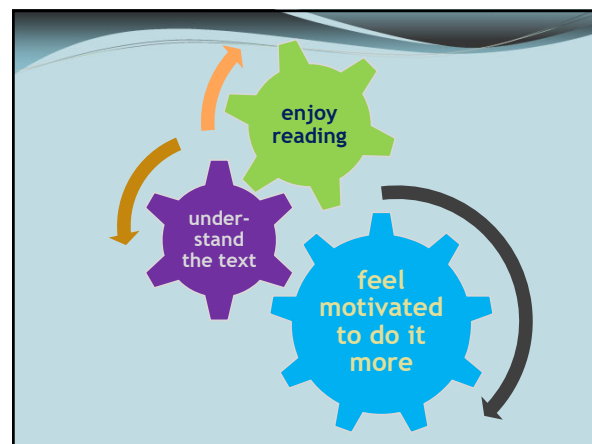 enjoy
reading
under-
stand
the text
feel
motivated
to do it
more